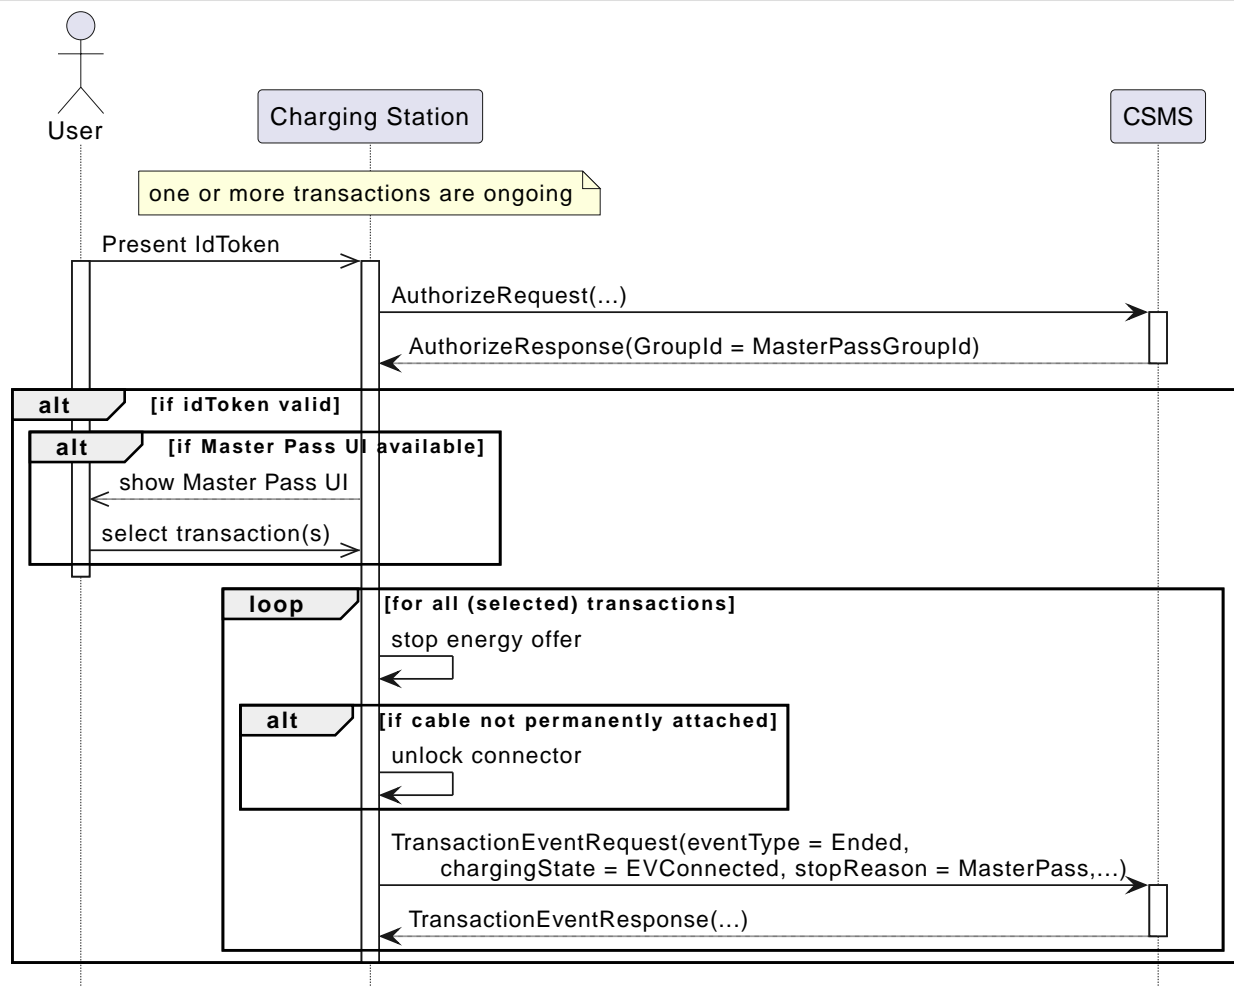 User
Charging Station
CSMS
one or more transactions are ongoing
Present IdToken
AuthorizeRequest(...)
AuthorizeResponse(GroupId = MasterPassGroupId)
alt [if idToken valid]
alt [if Master Pass UI available]
show Master Pass UI
select transaction(s)
loop [for all (selected) transactions]
stop energy offer
alt [if cable not permanently attached]
unlock connector
TransactionEventRequest(eventType = Ended,
chargingState = EVConnected, stopReason = MasterPass,...)
TransactionEventResponse(...)